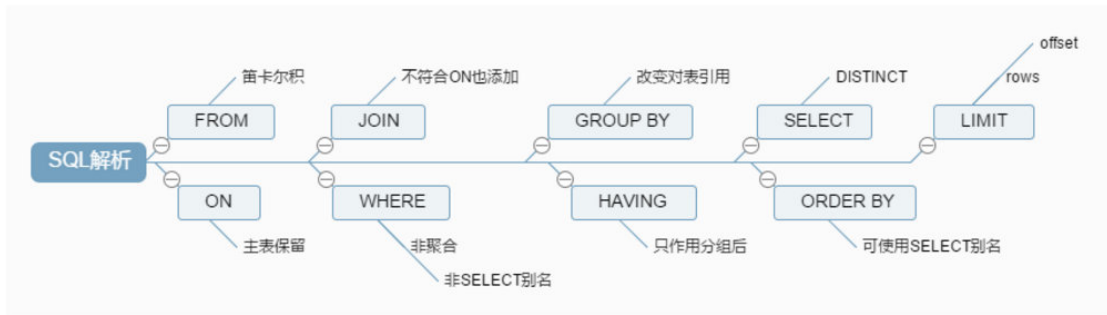 offset
笛卡尔积
不符合ON也添加
改变对表引用
DISTINCT
rows
FROM
JOIN
GROUP BY
SELECT
LIMIT
SQL解析
ON
WHERE
HAVING
ORDER BY
主表保留
非聚合
只作用分组后
可使用SELECT别名
非SELECT别名